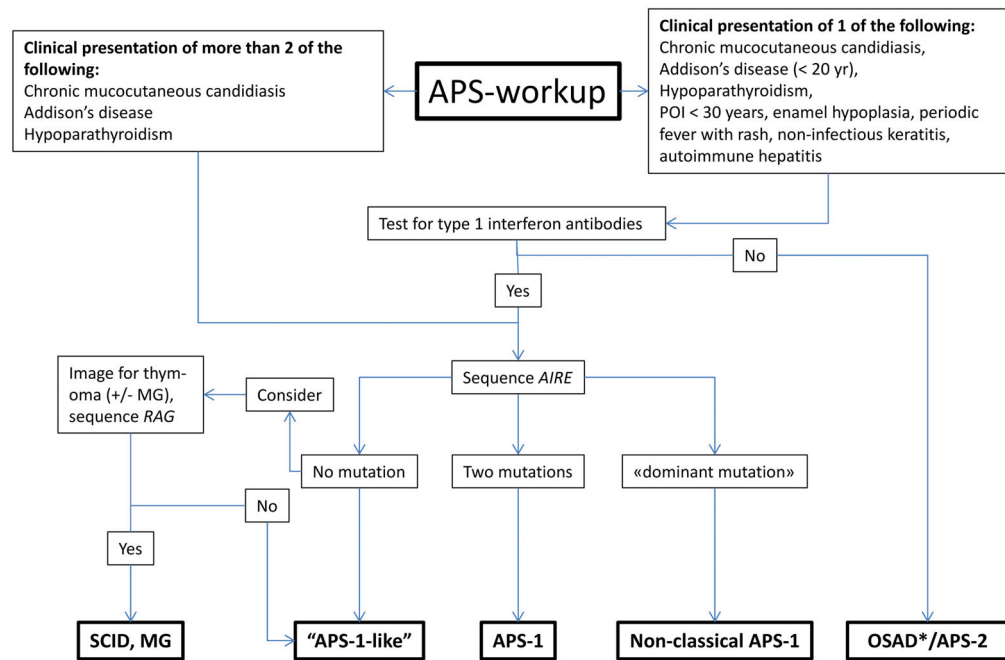 Clinical presentation of more than 2 of the
following:
Chronic mucocutaneous candidiasis
Addison's disease
Hypoparathyroidism
APS-workup
Clinical presentation of 1 of the following:
Chronic mucocutaneous candidiasis,
Addison's disease (< 20 yr),
Hypoparathyroidism,
POI < 30 years, enamel hypoplasia, periodic
fever with rash, non-infectious keratitis,
autoimmune hepatitis
Test for type 1 interferon antibodies
No
Yes
Sequence AIRE
Image for thym-
oma (+/- MG),
sequence RAG
Consider
No mutation
Two mutations
«dominant mutation»
No
Yes
SCID, MG
“APS-1-like”
APS-1
Non-classical APS-1
OSAD*/APS-2